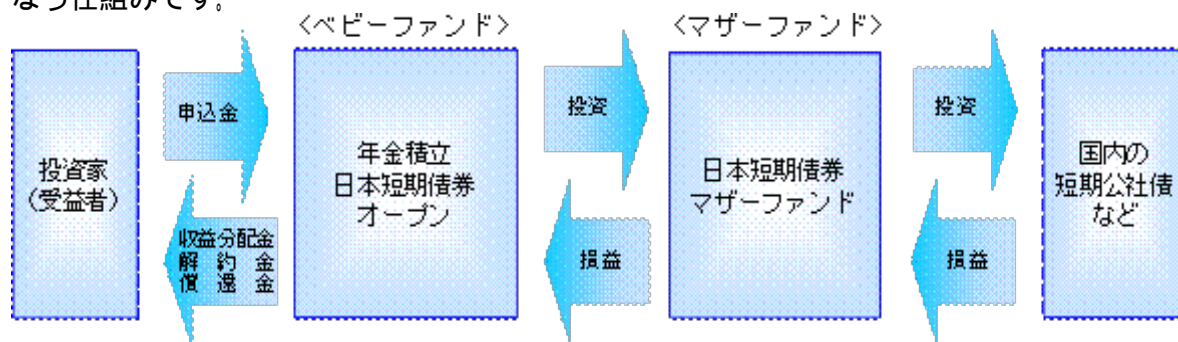 なう仕組みです。
〈ベビーファンド〉
〈マザーファンド〉
投資家
(受益者)
申込金
収益分配金
解約金
償還金
年金積立
日本短期債券
オープン
投資
損益
日本短期債券
マザーファンド
投資
損益
国内の
短期公社債
など